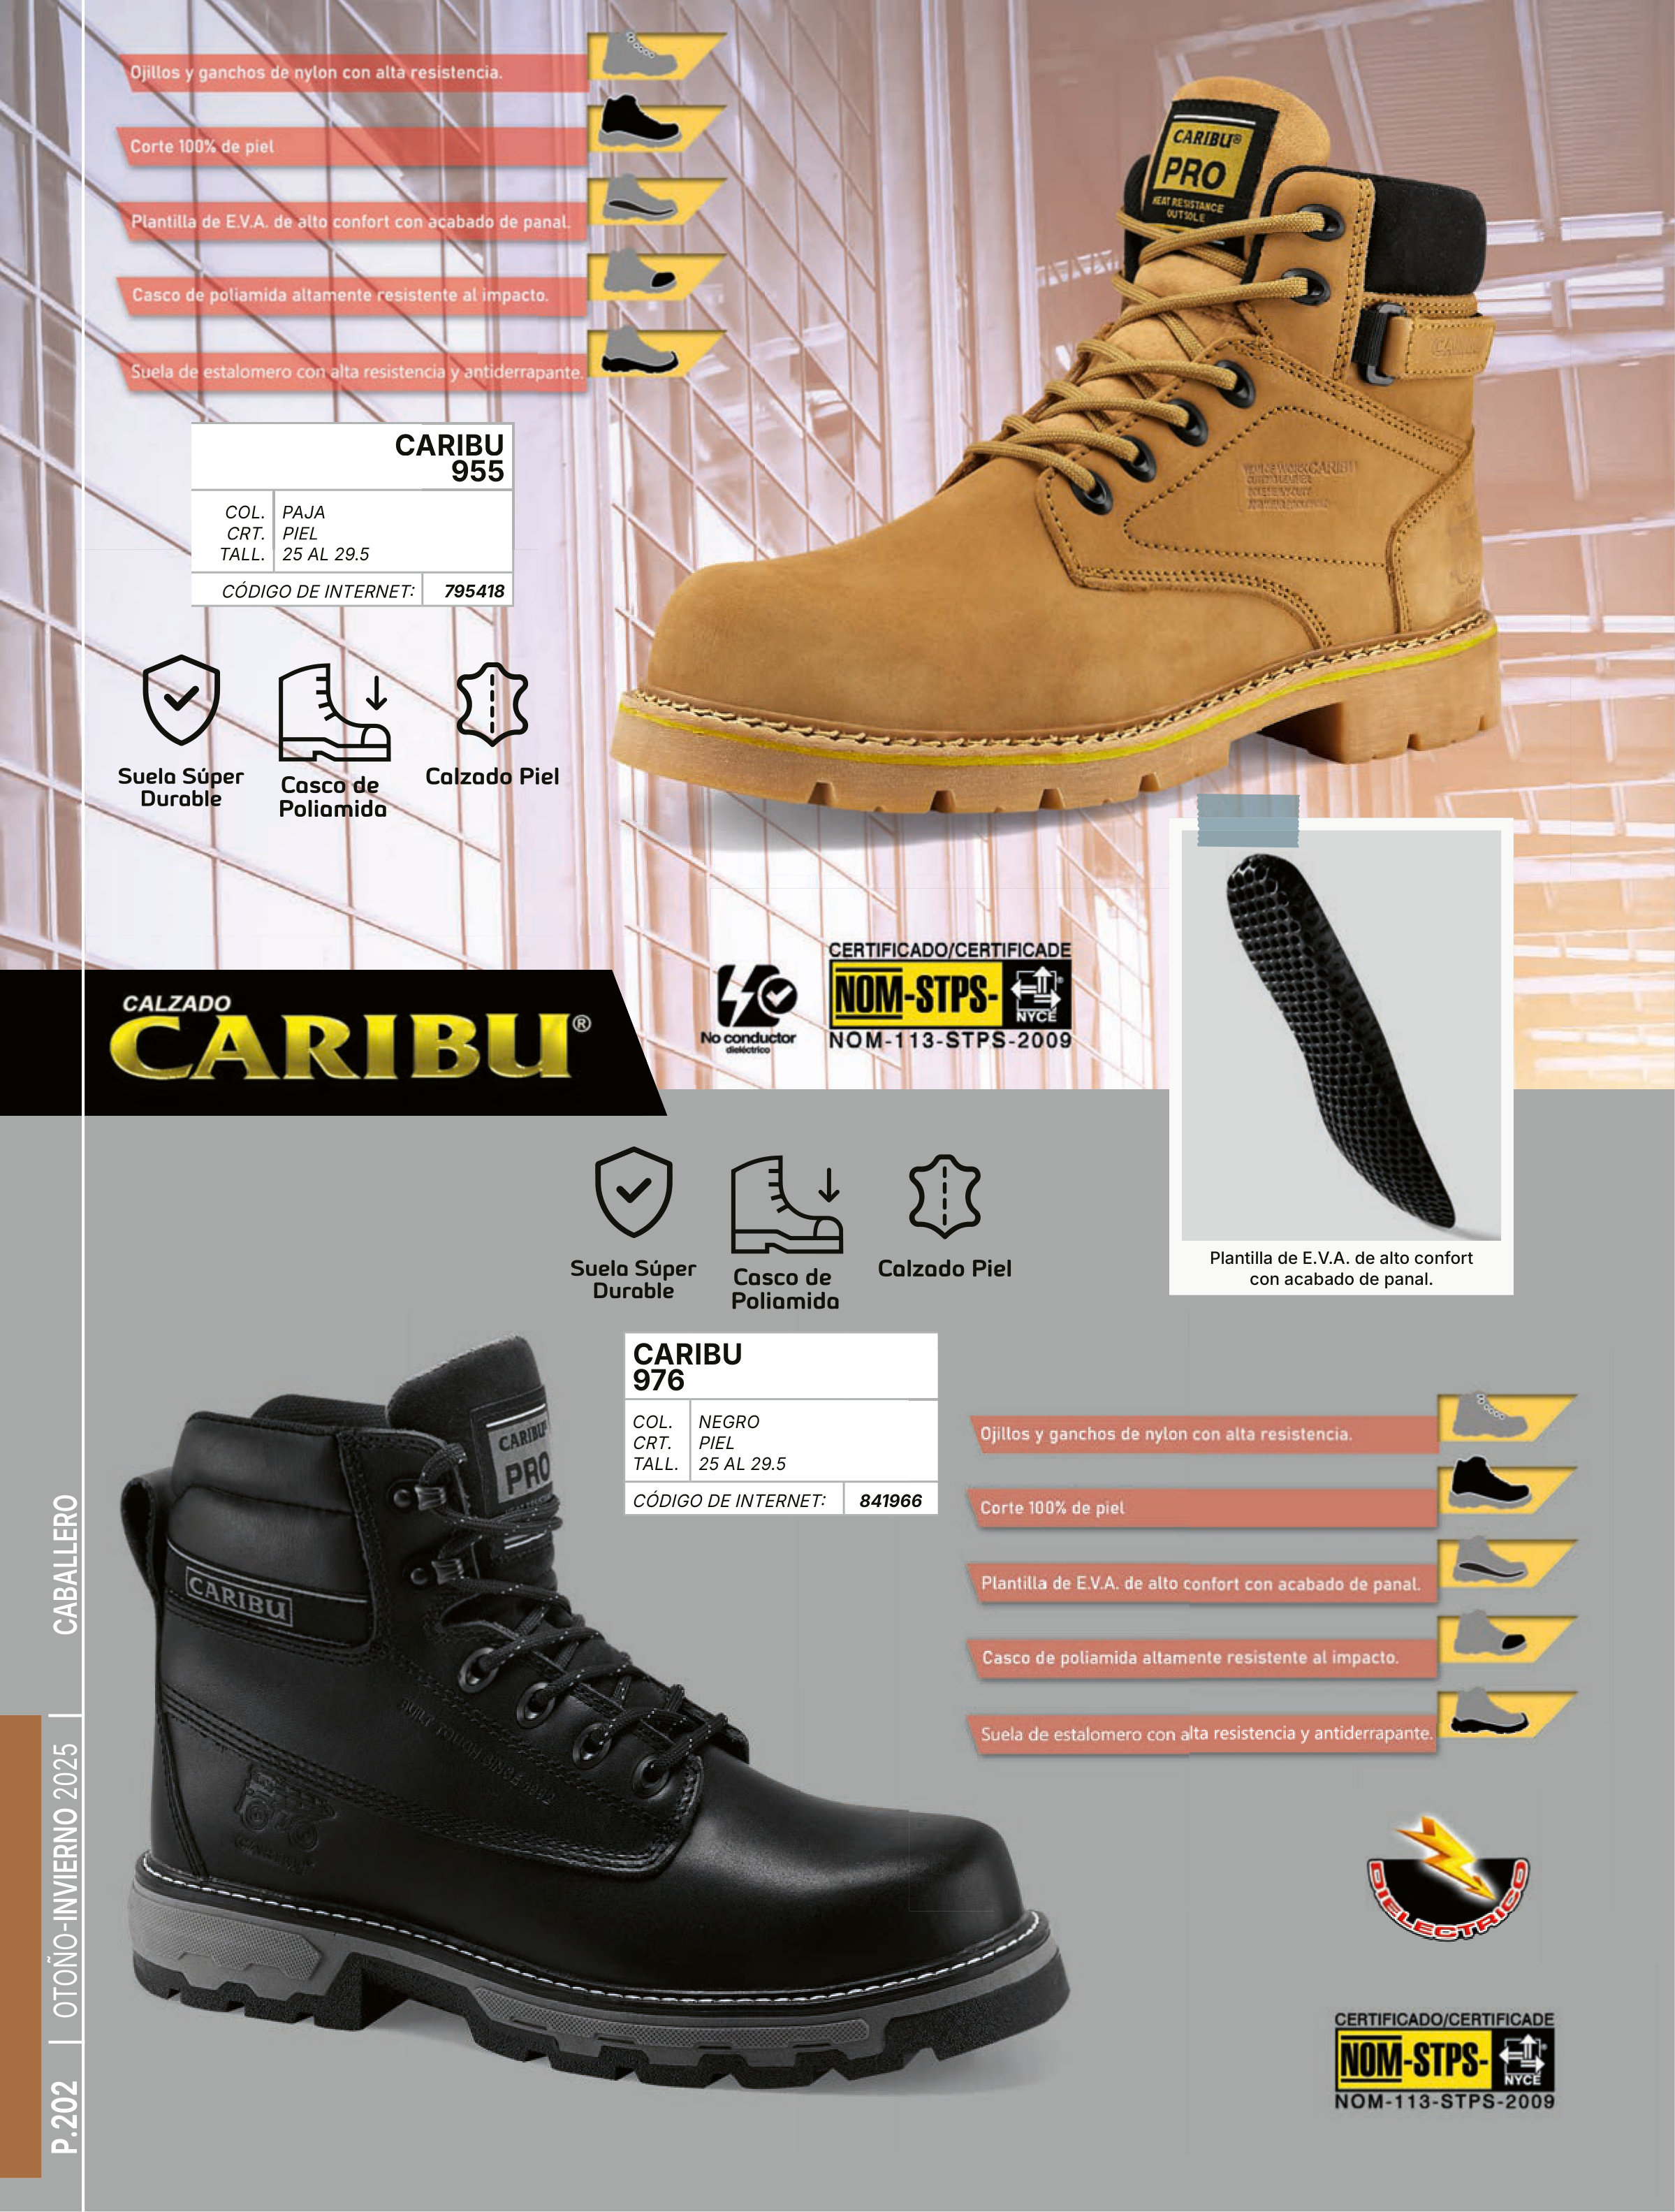 Ojillos y ganchos de nylon con alta resistencia.
Corte 100% de piel
Plantilla de E.V.A. de alto confort con acabado de panal.
Casco de poliamida altamente resistente al impacto.
Suela de estalomero con alta resistencia y antiderrapante.
CARIBU®
PRO
HEAT RESISTANCE
OUTSOLE
CARIBU
955
COL. PAJA
CRT. PIEL
TALL. 25 AL 29.5
CÓDIGO DE INTERNET: 795418
Suela Súper
Durable
Casco de
Poliamida
Calzado Piel
CALZADO
CARIBU®
No conductor
dieléctrico
CERTIFICADO/CERTIFICADE
NOM-STPS-
NYCE
NOM-113-STPS-2009
Plantilla de E.V.A. de alto confort
con acabado de panal.
Suela Súper
Durable
Casco de
Poliamida
Calzado Piel
CARIBU
976
COL. NEGRO
CRT. PIEL
TALL. 25 AL 29.5
CÓDIGO DE INTERNET: 841966
CARIBU
PRO
CARIBU
Ojillos y ganchos de nylon con alta resistencia.
Corte 100% de piel
Plantilla de E.V.A. de alto confort con acabado de panal.
Casco de poliamida altamente resistente al impacto.
Suela de estalomero con alta resistencia y antiderrapante.
DIELECTRICO
CERTIFICADO/CERTIFICADE
NOM-STPS-
NYCE
NOM-113-STPS-2009
P.202 | OTOÑO-INVIERNO 2025 | CABALLERO